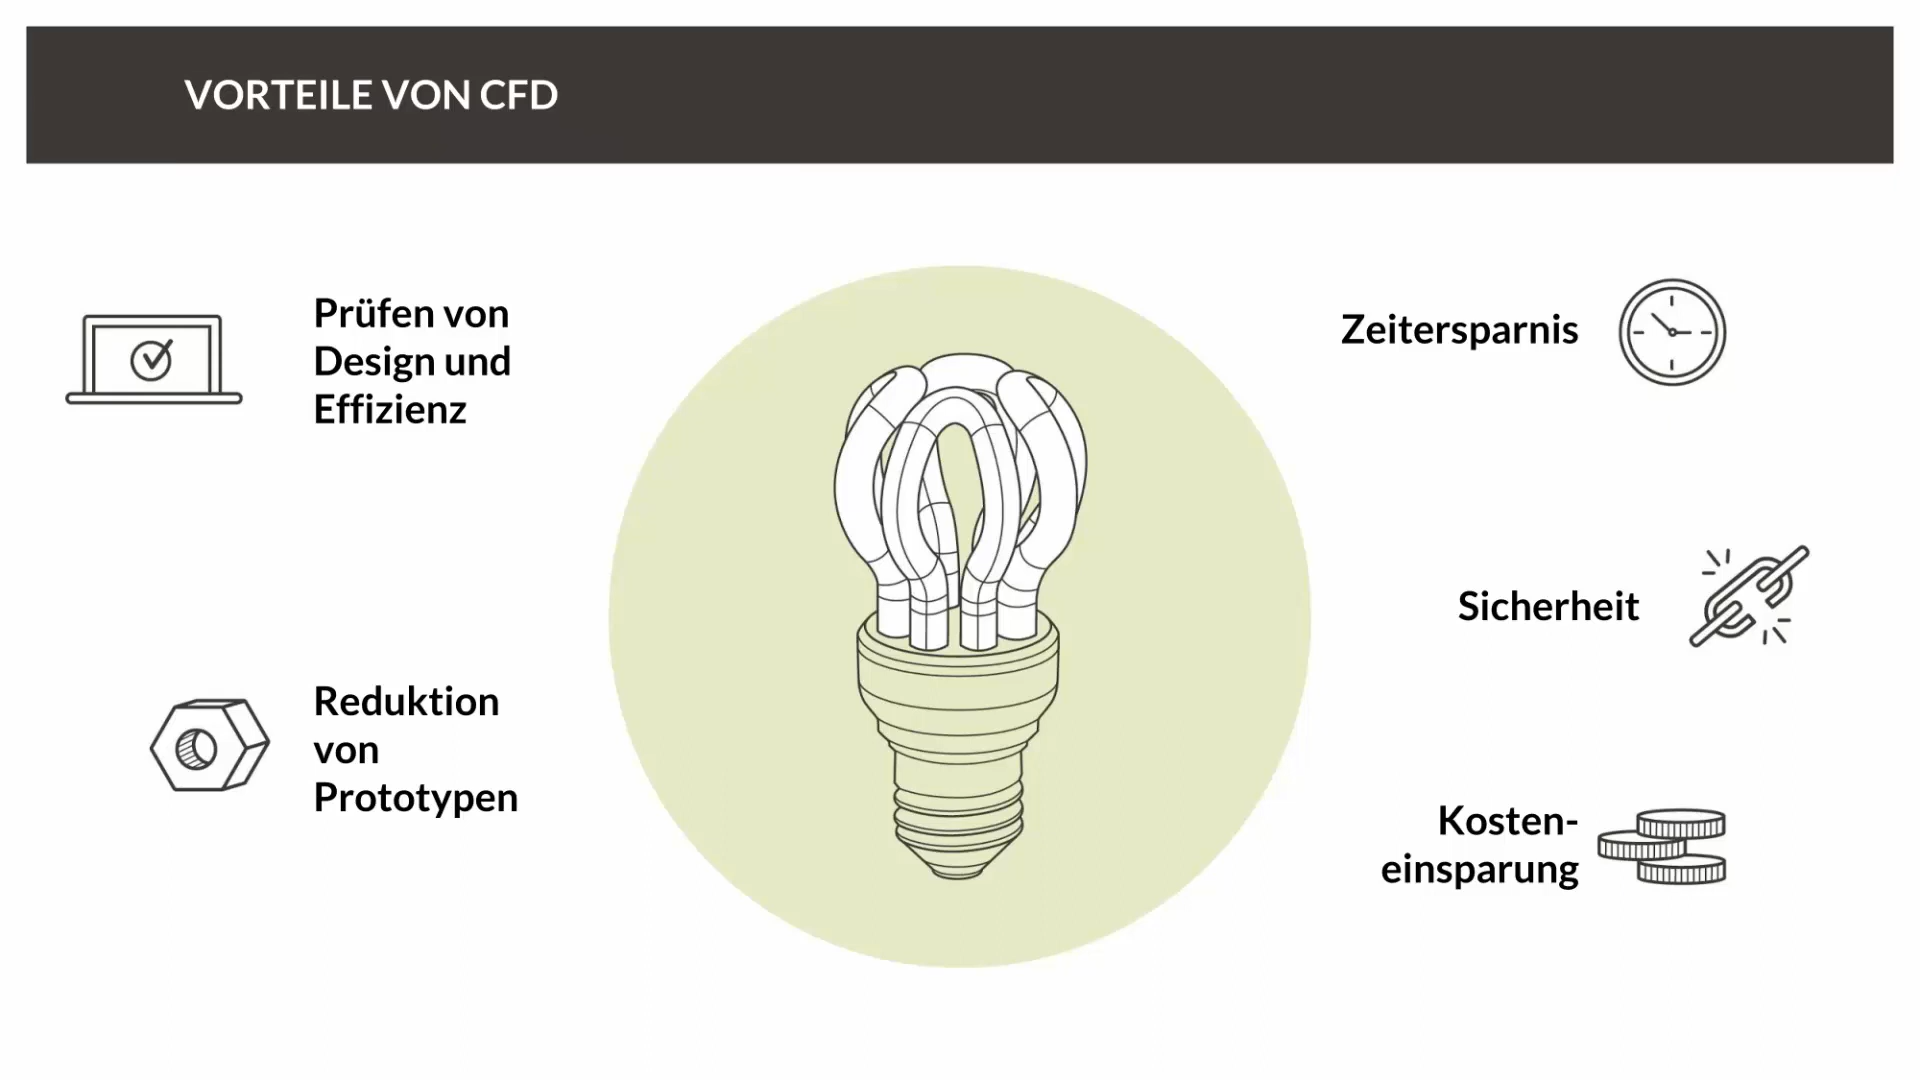 VORTEILE VON CFD
Prüfen von
Design und
Effizienz
Reduktion
von
Prototypen
Zeitersparnis
Sicherheit
Kosten-
einsparung